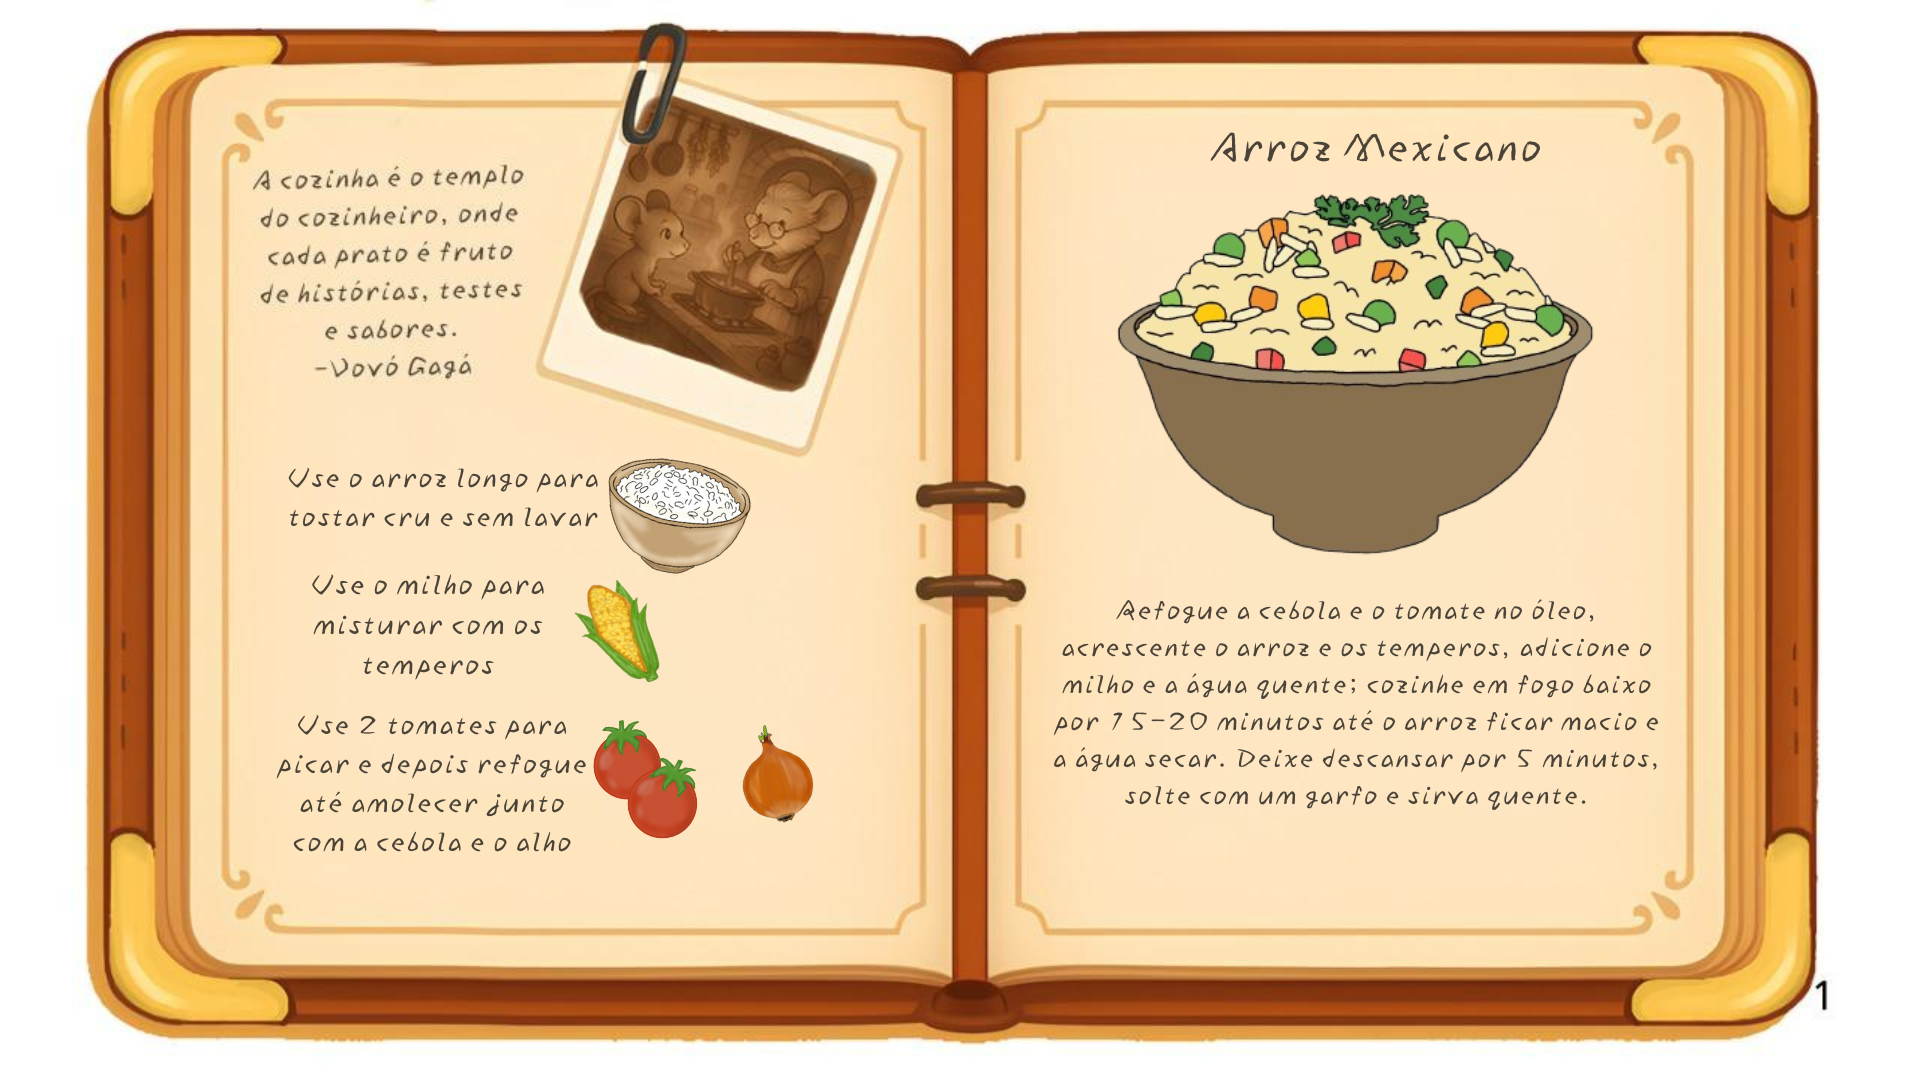 A cozinha é o templo
do cozinheiro, onde
cada prato é fruto
de histórias, testes
e sabores.
-Vovó Gagá
Use o arroz longo para
tostar cru e sem lavar
Use o milho para
misturar com os
temperos
Use 2 tomates para
picar e depois refogue
até amolecer junto
com a cebola e o alho
Arroz Mexicano
Refogue a cebola e o tomate no óleo,
acrescente o arroz e os temperos, adicione o
milho e a água quente; cozinhe em fogo baixo
por 15-20 minutos até o arroz ficar macio e
a água secar. Deixe descansar por 5 minutos,
solte com um garfo e sirva quente.
1